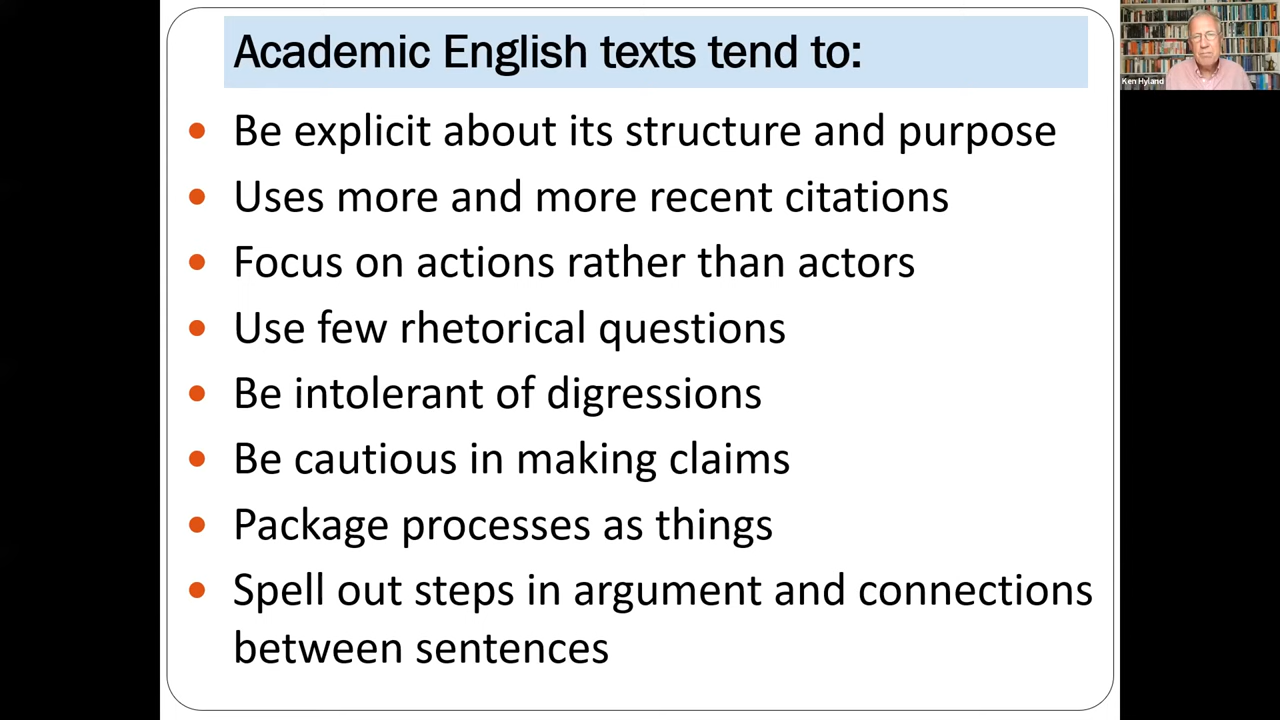 Academic English texts tend to:
Ken Hyland
• Be explicit about its structure and purpose
• Uses more and more recent citations
• Focus on actions rather than actors
• Use few rhetorical questions
• Be intolerant of digressions
• Be cautious in making claims
• Package processes as things
• Spell out steps in argument and connections
between sentences